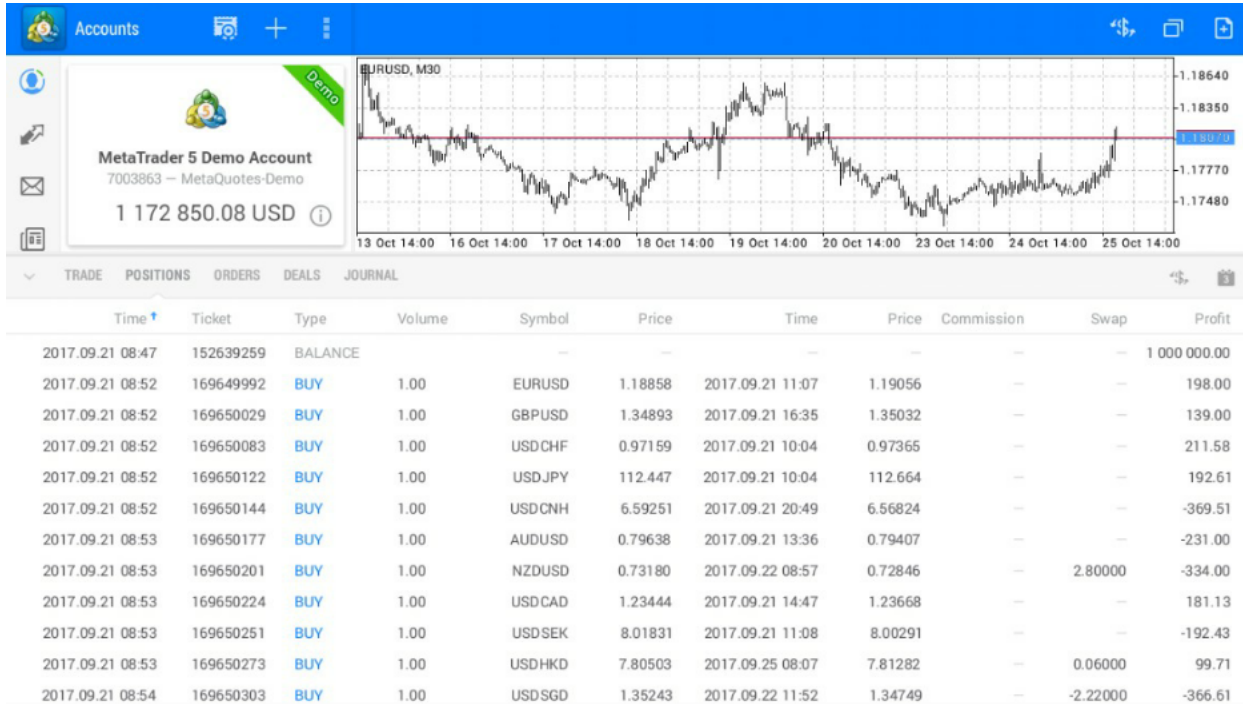 Accounts
Demo
MetaTrader 5 Demo Account
7003863 — MetaQuotes-Demo
1 172 850.08 USD
EURUSD, M30
1.18640
1.18350
1.18070
1.17770
1.17480
13 Oct 14:00 16 Oct 14:00 17 Oct 14:00 18 Oct 14:00 19 Oct 14:00 20 Oct 14:00 23 Oct 14:00 24 Oct 14:00 25 Oct 14:00
TRADE POSITIONS ORDERS DEALS JOURNAL
Time Ticket Type Volume Symbol Price Time Price Commission Swap Profit
2017.09.21 08:47 152639259 BALANCE — — — — — — 1 000 000.00
2017.09.21 08:52 169649992 BUY 1.00 EURUSD 1.18858 2017.09.21 11:07 1.19056 — — 198.00
2017.09.21 08:52 169650029 BUY 1.00 GBPUSD 1.34893 2017.09.21 16:35 1.35032 — — 139.00
2017.09.21 08:52 169650083 BUY 1.00 USDCHF 0.97159 2017.09.21 10:04 0.97365 — — 211.58
2017.09.21 08:52 169650122 BUY 1.00 USDJPY 112.447 2017.09.21 10:04 112.664 — — 192.61
2017.09.21 08:52 169650144 BUY 1.00 USDCNH 6.59251 2017.09.21 20:49 6.56824 — — -369.51
2017.09.21 08:53 169650177 BUY 1.00 AUDUSD 0.79638 2017.09.21 13:36 0.79407 — — -231.00
2017.09.21 08:53 169650201 BUY 1.00 NZDUSD 0.73180 2017.09.22 08:57 0.72846 — 2.80000 -334.00
2017.09.21 08:53 169650224 BUY 1.00 USDCAD 1.23444 2017.09.21 14:47 1.23668 — — 181.13
2017.09.21 08:53 169650251 BUY 1.00 USDSEK 8.01831 2017.09.21 11:08 8.00291 — — -192.43
2017.09.21 08:53 169650273 BUY 1.00 USDHKD 7.80503 2017.09.25 08:07 7.81282 — 0.06000 99.71
2017.09.21 08:54 169650303 BUY 1.00 USDSGD 1.35243 2017.09.22 11:52 1.34749 — -2.22000 -366.61